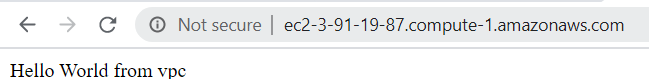 Not secure | ec2-3-91-19-87.compute-1.amazonaws.com
Hello World from vpc